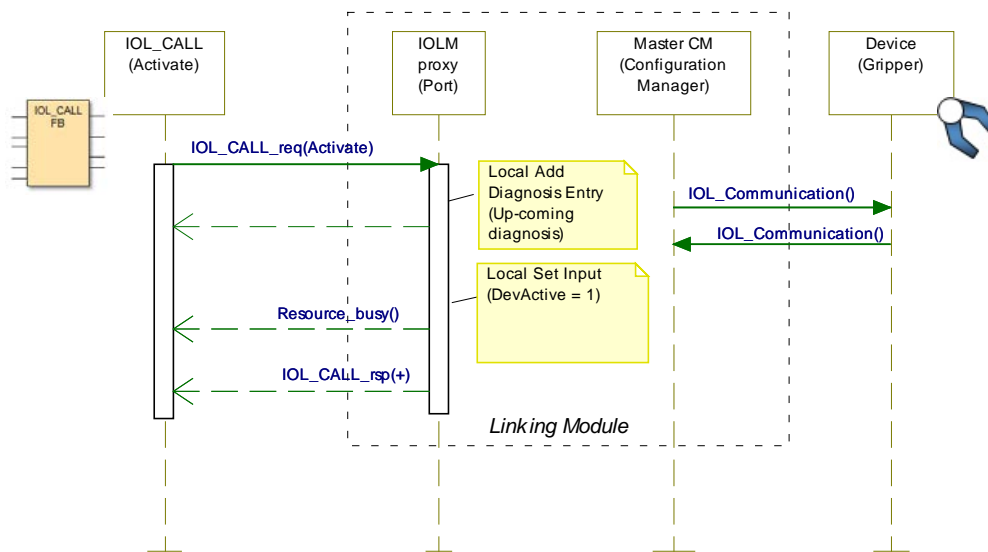 IOL_CALL
(Activate)
IOLM
proxy
(Port)
Master CM
(Configuration
Manager)
Device
(Gripper)
IOL_CALL
FB
IOL_CALL_req(Activate)
Local Add
Diagnosis Entry
(Up-coming
diagnosis)
IOL_Communication()
IOL_Communication()
Local Set Input
(DevActive = 1)
Resource_busy()
IOL_CALL_rsp(+)
Linking Module